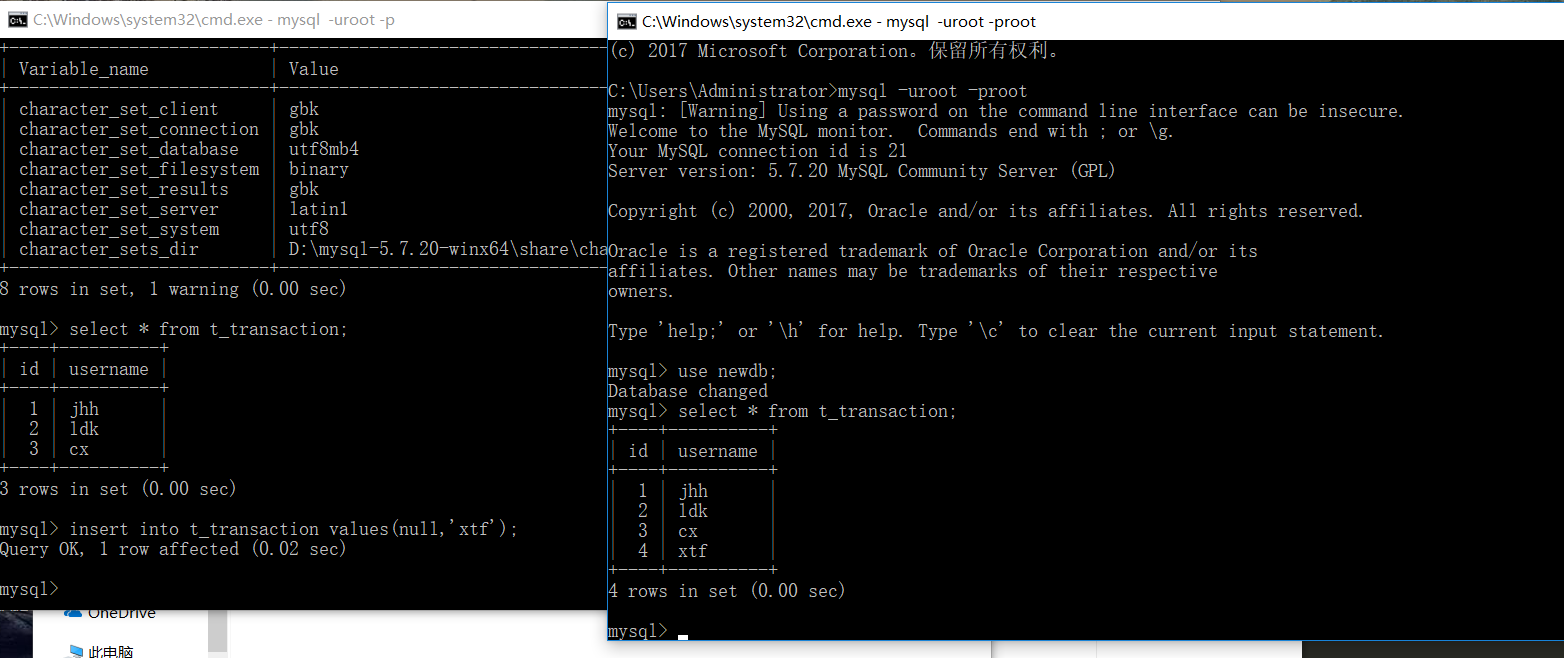 C:\Windows\system32\cmd.exe - mysql -uroot -p
Variable_name | Value
character_set_client | gbk
character_set_connection | gbk
character_set_database | utf8mb4
character_set_filesystem | binary
character_set_results | gbk
character_set_server | latin1
character_set_system | utf8
character_sets_dir | D:\mysql-5.7.20-winx64\share\cha
8 rows in set, 1 warning (0.00 sec)
mysql> select * from t_transaction;
| id | username |
| 1 | jhh |
| 2 | ldk |
| 3 | cx |
3 rows in set (0.00 sec)
mysql> insert into t_transaction values(null,'xtf');
Query OK, 1 row affected (0.02 sec)
mysql>
OneDrive
此电脑
C:\Windows\system32\cmd.exe - mysql -uroot -proot
(c) 2017 Microsoft Corporation。保留所有权利。
C:\Users\Administrator>mysql -uroot -proot
mysql: [Warning] Using a password on the command line interface can be insecure.
Welcome to the MySQL monitor.  Commands end with ; or \g.
Your MySQL connection id is 21
Server version: 5.7.20 MySQL Community Server (GPL)
Copyright (c) 2000, 2017, Oracle and/or its affiliates. All rights reserved.
Oracle is a registered trademark of Oracle Corporation and/or its
affiliates. Other names may be trademarks of their respective
owners.
Type 'help;' or '\h' for help. Type '\c' to clear the current input statement.
mysql> use newdb;
Database changed
mysql> select * from t_transaction;
| id | username |
| 1 | jhh |
| 2 | ldk |
| 3 | cx |
| 4 | xtf |
4 rows in set (0.00 sec)
mysql>